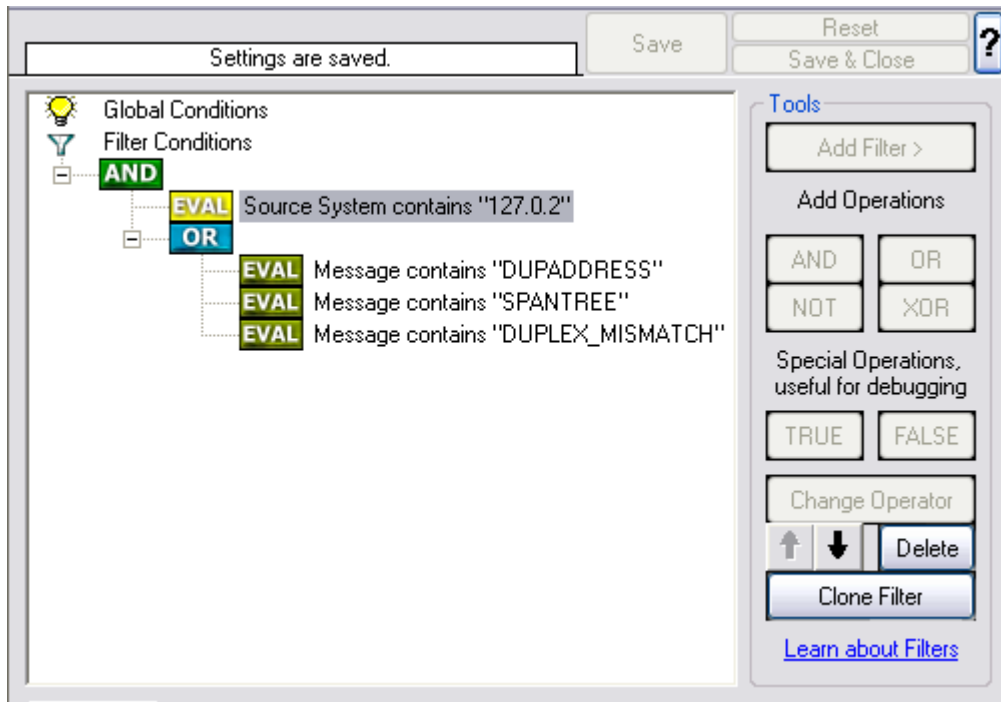 Settings are saved.
Save
Reset
Save & Close
?
Global Conditions
Filter Conditions
AND
EVAL Source System contains "127.0.2"
OR
EVAL Message contains "DUPADDRESS"
EVAL Message contains "SPANTREE"
EVAL Message contains "DUPLEX_MISMATCH"
Tools
Add Filter >
Add Operations
AND OR
NOT XOR
Special Operations,
useful for debugging
TRUE FALSE
Change Operator
Delete
Clone Filter
Learn about Filters